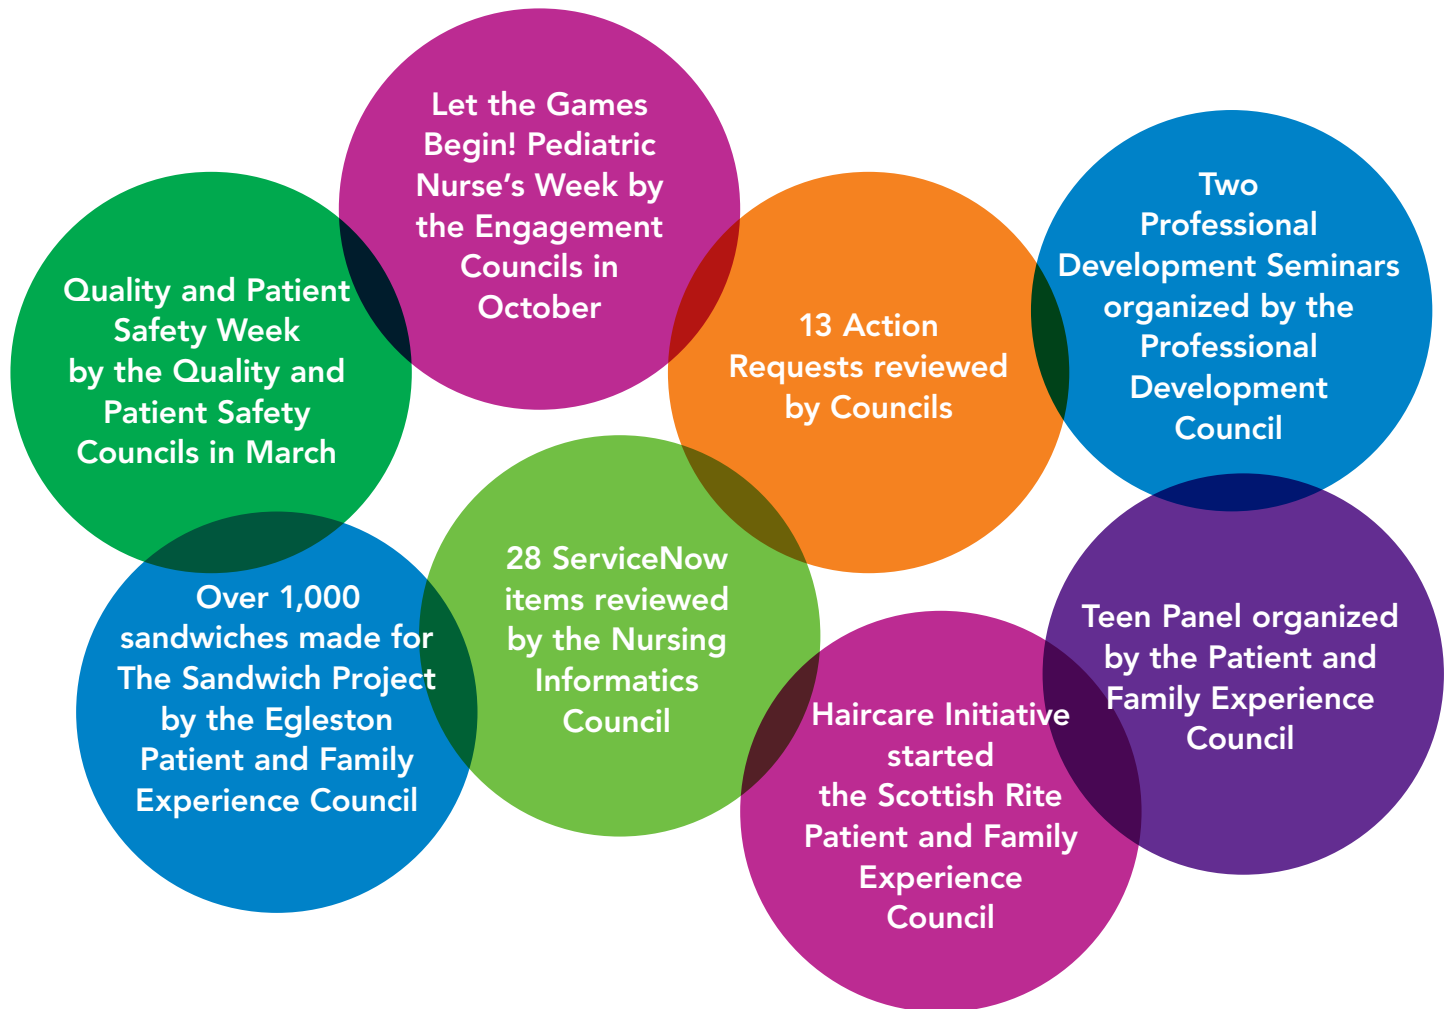 Let the Games
Begin! Pediatric
Nurse’s Week by
the Engagement
Councils in
October
Two
Professional
Development Seminars
organized by the
Professional
Development
Council
Quality and Patient
Safety Week
by the Quality and
Patient Safety
Councils in March
13 Action
Requests reviewed
by Councils
28 ServiceNow
items reviewed
by the Nursing
Informatics
Council
Over 1,000
sandwiches made for
The Sandwich Project
by the Egleston
Patient and Family
Experience Council
Teen Panel organized
by the Patient and
Family Experience
Council
Haircare Initiative
started
the Scottish Rite
Patient and Family
Experience
Council